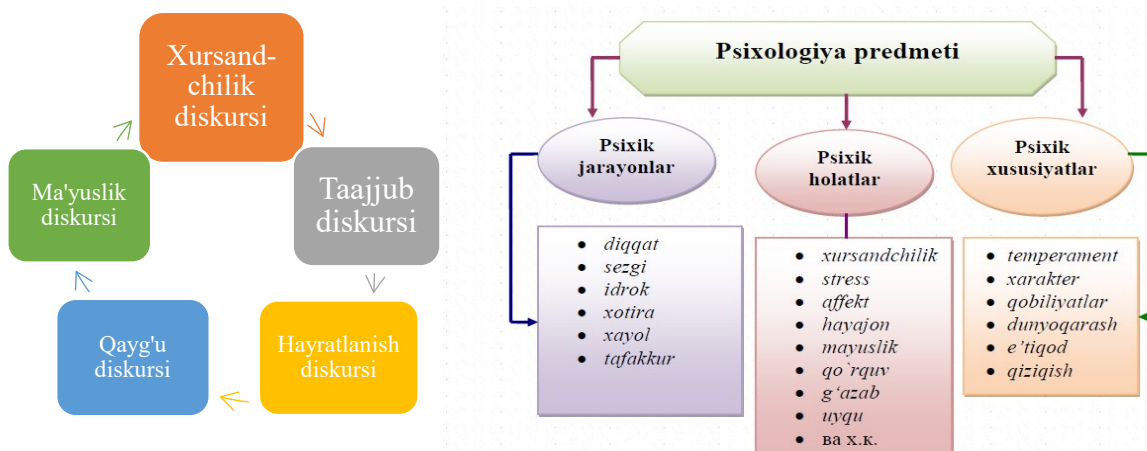 Xursand-
chilik
diskursi
Taajjub
diskursi
Hayratlanish
diskursi
Qayg'u
diskursi
Ma'yuslik
diskursi
Psixologiya predmeti
Psixik
jarayonlar
• diqqat
• sezgi
• idrok
• xotira
• xayol
• tafakkur
Psixik
holatlar
• xursandchilik
• stress
• affekt
• hayajon
• mayuslik
• qo`rquv
• g‘azab
• uyqu
• ва х.к.
Psixik
xususiyatlar
• temperament
• xarakter
• qobiliyatlar
• dunyoqarash
• e’tiqod
• qiziqish